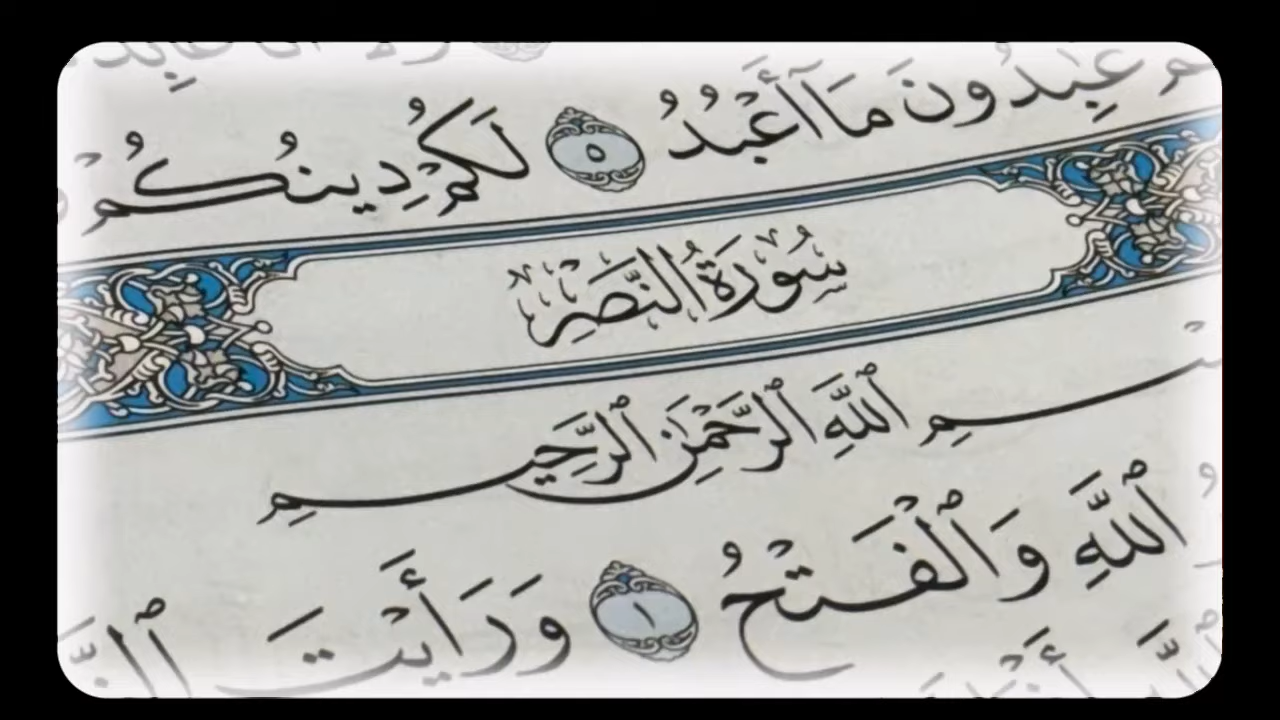 عَٰبِدُونَ مَآ أَعْبُدُ ٥ لَكُمْ دِينُكُمْ
سُورَةُ النَّصْرِ
بِسْمِ ٱللَّهِ ٱلرَّحْمَٰنِ ٱلرَّحِيمِ
ٱللَّهِ وَٱلْفَتْحُ ١ وَرَأَيْتَ